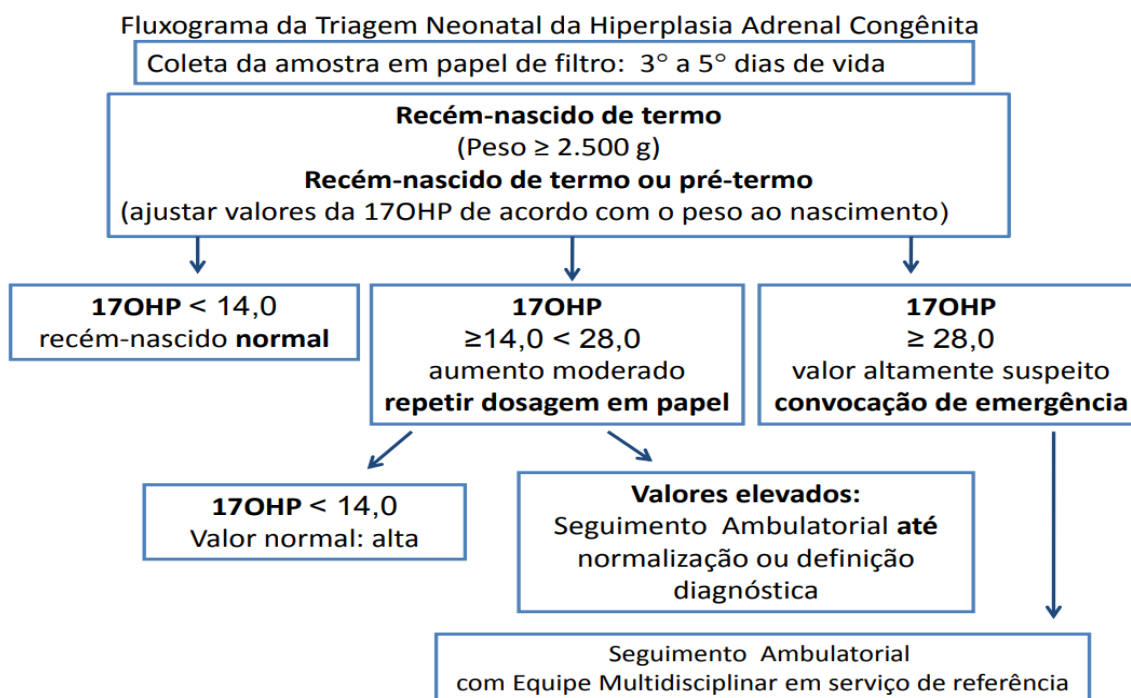 Fluxograma da Triagem Neonatal da Hiperplasia Adrenal Congênita
Coleta da amostra em papel de filtro: 3° a 5° dias de vida
Recém-nascido de termo
(Peso ≥ 2.500 g)
Recém-nascido de termo ou pré-termo
(ajustar valores da 17OHP de acordo com o peso ao nascimento)
17OHP < 14,0
recém-nascido normal
17OHP
≥14,0 < 28,0
aumento moderado
repetir dosagem em papel
17OHP
≥ 28,0
valor altamente suspeito
convocação de emergência
17OHP < 14,0
Valor normal: alta
Valores elevados:
Seguimento Ambulatorial até
normalização ou definição
diagnóstica
Seguimento Ambulatorial
com Equipe Multidisciplinar em serviço de referência